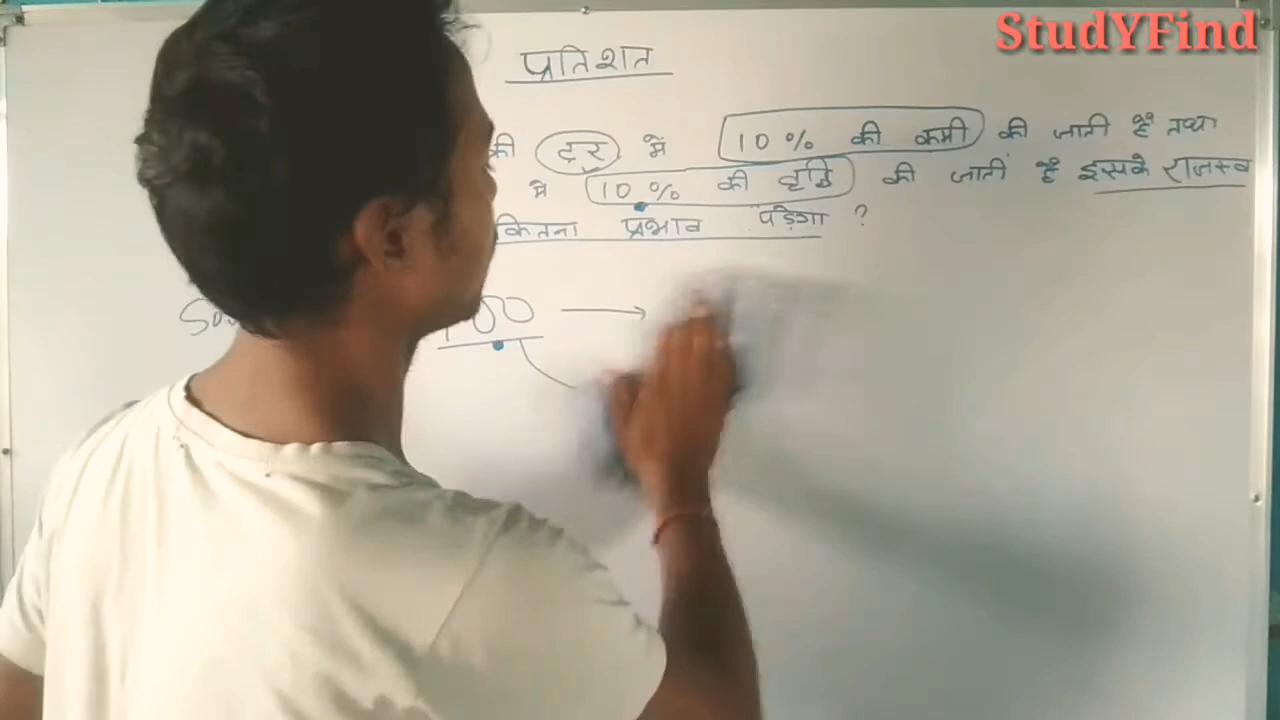 StudYFind
प्रतिशत
की दर में 10% की कमी की जाती है तथा
में 10% की वृद्धि की जातीं है इसके राजस्व
कितना प्रभाव पड़ेगा ?
100